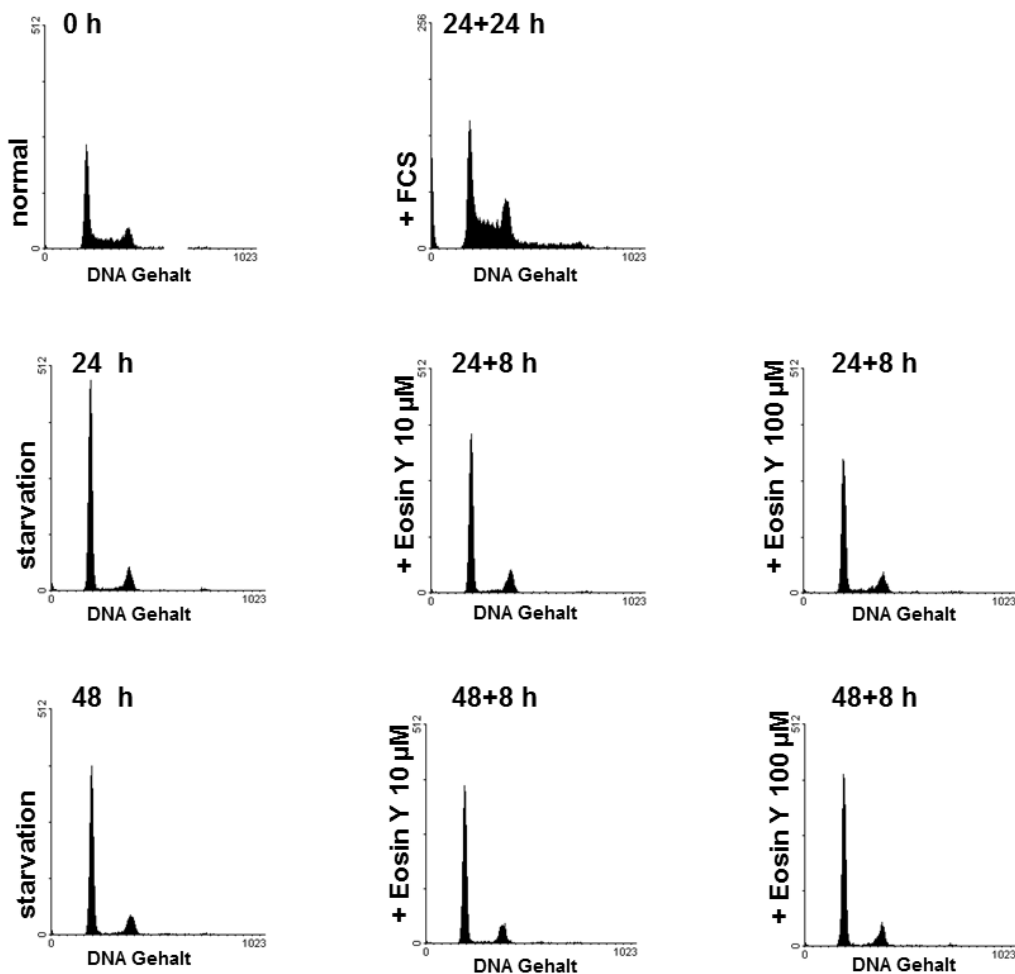 0 h
512
normal
0
0
1023
DNA Gehalt
24+24 h
256
+ FCS
0
0
1023
DNA Gehalt
24 h
512
starvation
0
0
1023
DNA Gehalt
24+8 h
512
+ Eosin Y 10 µM
0
0
1023
DNA Gehalt
24+8 h
512
+ Eosin Y 100 µM
0
0
1023
DNA Gehalt
48 h
512
starvation
0
0
1023
DNA Gehalt
48+8 h
512
+ Eosin Y 10 µM
0
0
1023
DNA Gehalt
48+8 h
512
+ Eosin Y 100 µM
0
0
1023
DNA Gehalt